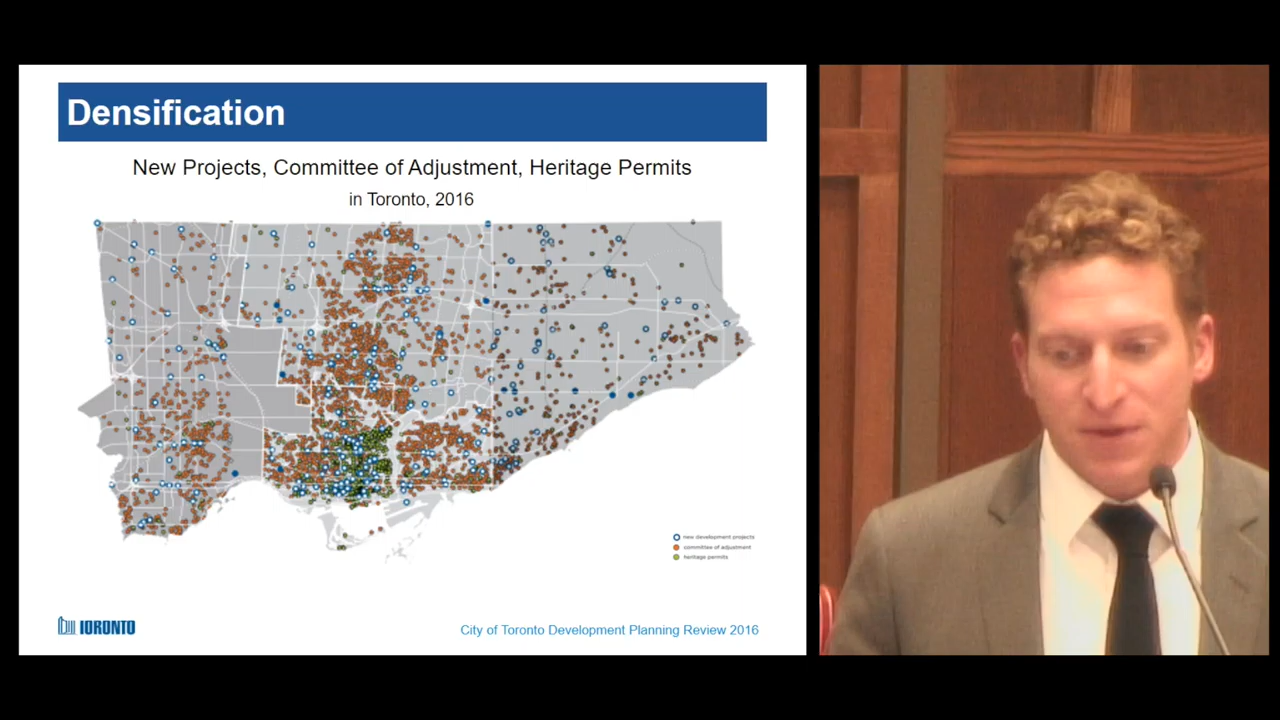 Densification
New Projects, Committee of Adjustment, Heritage Permits
in Toronto, 2016
new development projects
committee of adjustment
heritage permits
TORONTO
City of Toronto Development Planning Review 2016